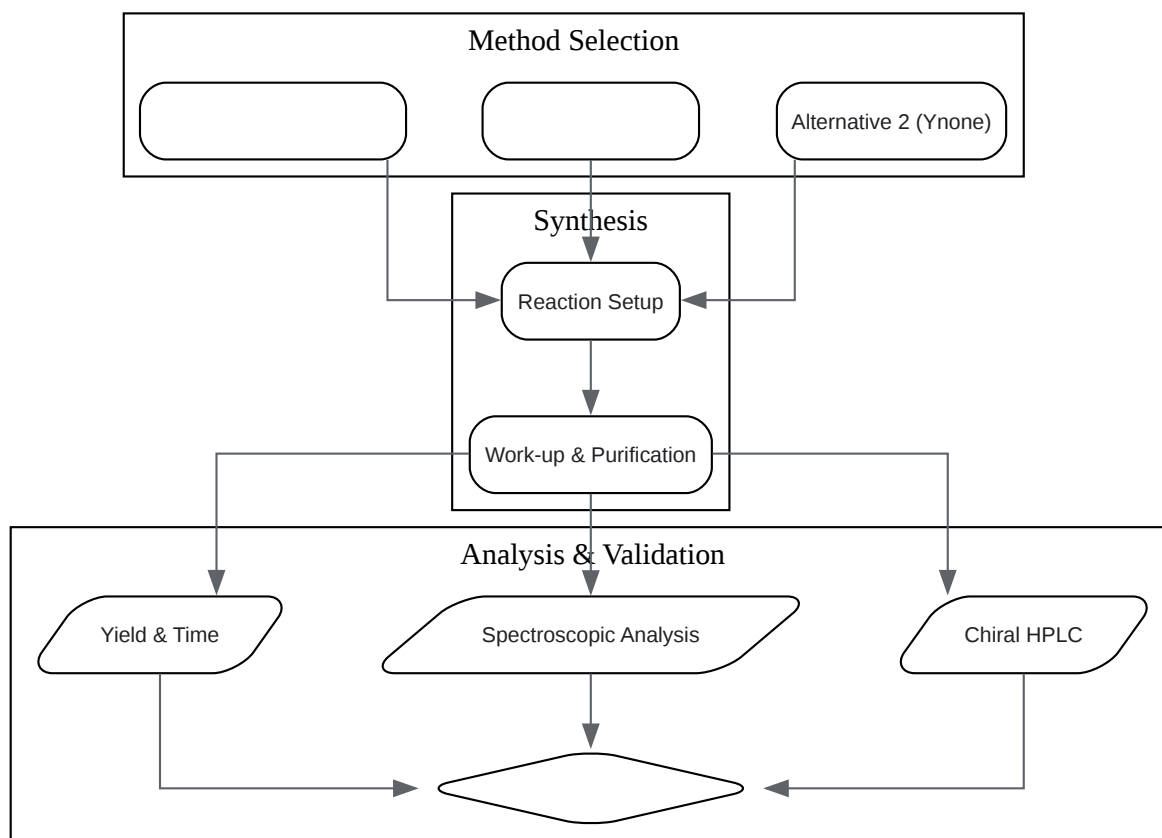 Method Selection
Alternative 2 (Ynone)
Synthesis
Reaction Setup
Work-up & Purification
Analysis & Validation
Yield & Time
Spectroscopic Analysis
Chiral HPLC